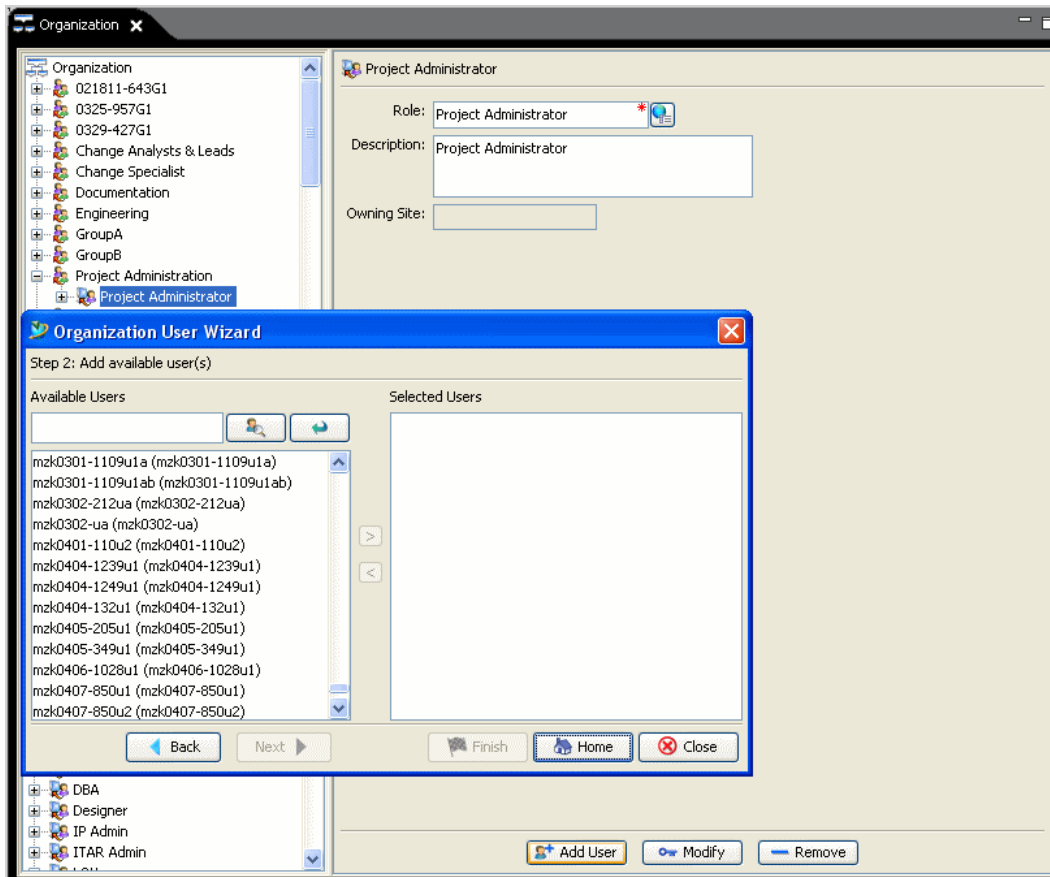 Organization
Organization
021811-643G1
0325-957G1
0329-427G1
Change Analysts & Leads
Change Specialist
Documentation
Engineering
GroupA
GroupB
Project Administration
Project Administrator
Project Administrator
Role: Project Administrator *
Description: Project Administrator
Owning Site:
Organization User Wizard
Step 2: Add available user(s)
Available Users
Selected Users
mzk0301-1109u1a (mzk0301-1109u1a)
mzk0301-1109u1ab (mzk0301-1109u1ab)
mzk0302-212ua (mzk0302-212ua)
mzk0302-ua (mzk0302-ua)
mzk0401-110u2 (mzk0401-110u2)
mzk0404-1239u1 (mzk0404-1239u1)
mzk0404-1249u1 (mzk0404-1249u1)
mzk0404-132u1 (mzk0404-132u1)
mzk0405-205u1 (mzk0405-205u1)
mzk0405-349u1 (mzk0405-349u1)
mzk0406-1028u1 (mzk0406-1028u1)
mzk0407-850u1 (mzk0407-850u1)
mzk0407-850u2 (mzk0407-850u2)
>
<
Back Next Finish Home Close
DBA
Designer
IP Admin
ITAR Admin
Add User Modify Remove